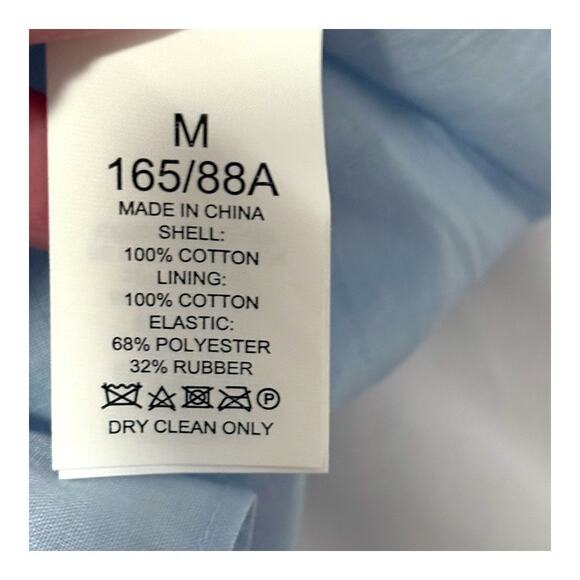 M
165/88A
MADE IN CHINA
SHELL:
100% COTTON
LINING:
100% COTTON
ELASTIC:
68% POLYESTER
32% RUBBER
P
DRY CLEAN ONLY